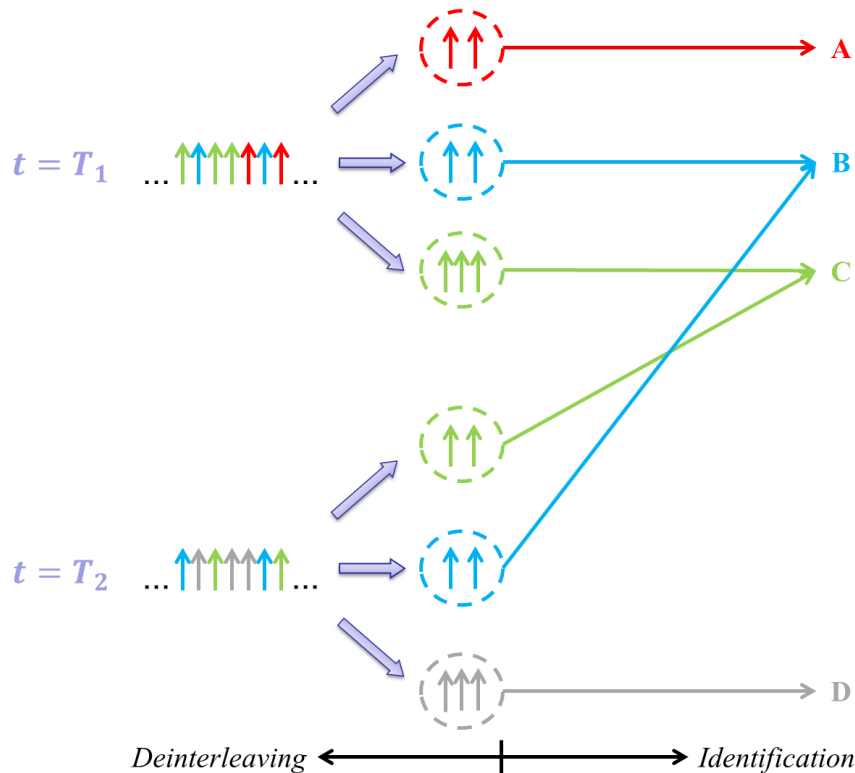 A
t = T₁
... ...
B
C
t = T₂
... ...
D
Deinterleaving
Identification